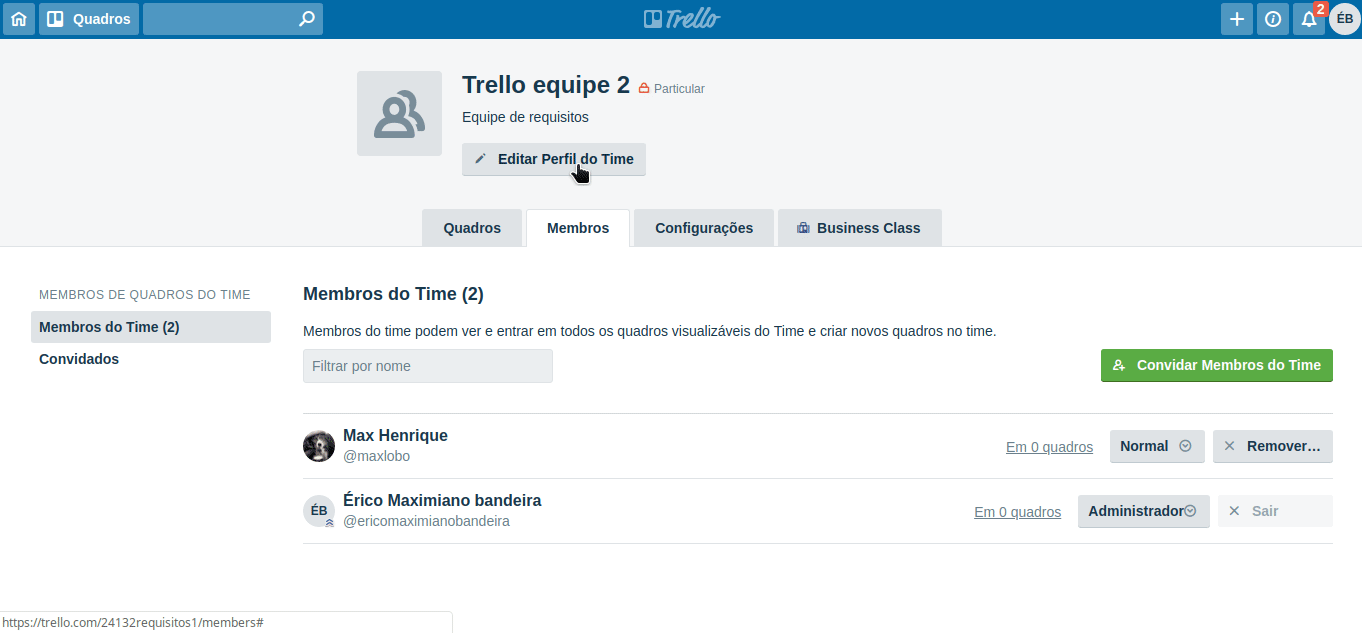 Quadros
Trello
2
ÉB
Trello equipe 2 Particular
Equipe de requisitos
Editar Perfil do Time
Quadros Membros Configurações Business Class
MEMBROS DE QUADROS DO TIME
Membros do Time (2)
Convidados
Membros do Time (2)
Membros do time podem ver e entrar em todos os quadros visualizáveis do Time e criar novos quadros no time.
Filtrar por nome
Convidar Membros do Time
Max Henrique
@maxlobo
Em 0 quadros Normal Remover...
ÉB
Érico Maximiano bandeira
@ericomaximianobandeira
Em 0 quadros Administrador Sair
https://trello.com/24132requisitos1/members#